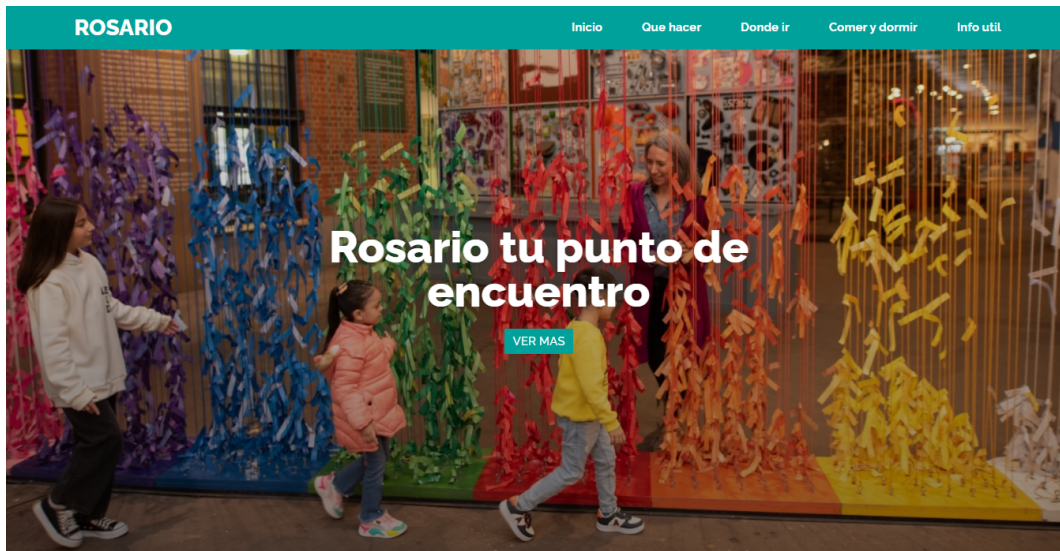 ROSARIO
Inicio
Que hacer
Donde ir
Comer y dormir
Info util
Rosario tu punto de
encuentro
VER MAS